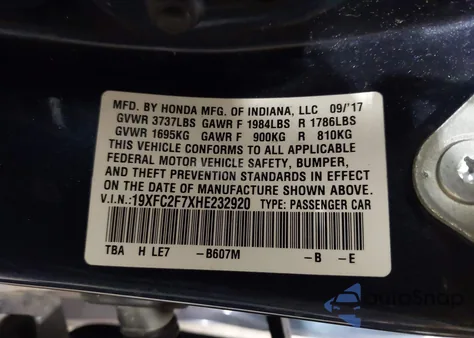 MFD. BY HONDA MFG. OF INDIANA, LLC 09/'17
GVWR 3737LBS GAWR F 1984LBS R 1786LBS
GVWR 1695KG GAWR F 900KG R 810KG
THIS VEHICLE CONFORMS TO ALL APPLICABLE
FEDERAL MOTOR VEHICLE SAFETY, BUMPER,
AND THEFT PREVENTION STANDARDS IN EFFECT
ON THE DATE OF MANUFACTURE SHOWN ABOVE.
V.I.N.: 19XFC2F7XHE232920 TYPE: PASSENGER CAR
TBA H LE7 -B607M -B -E
AutoSnap